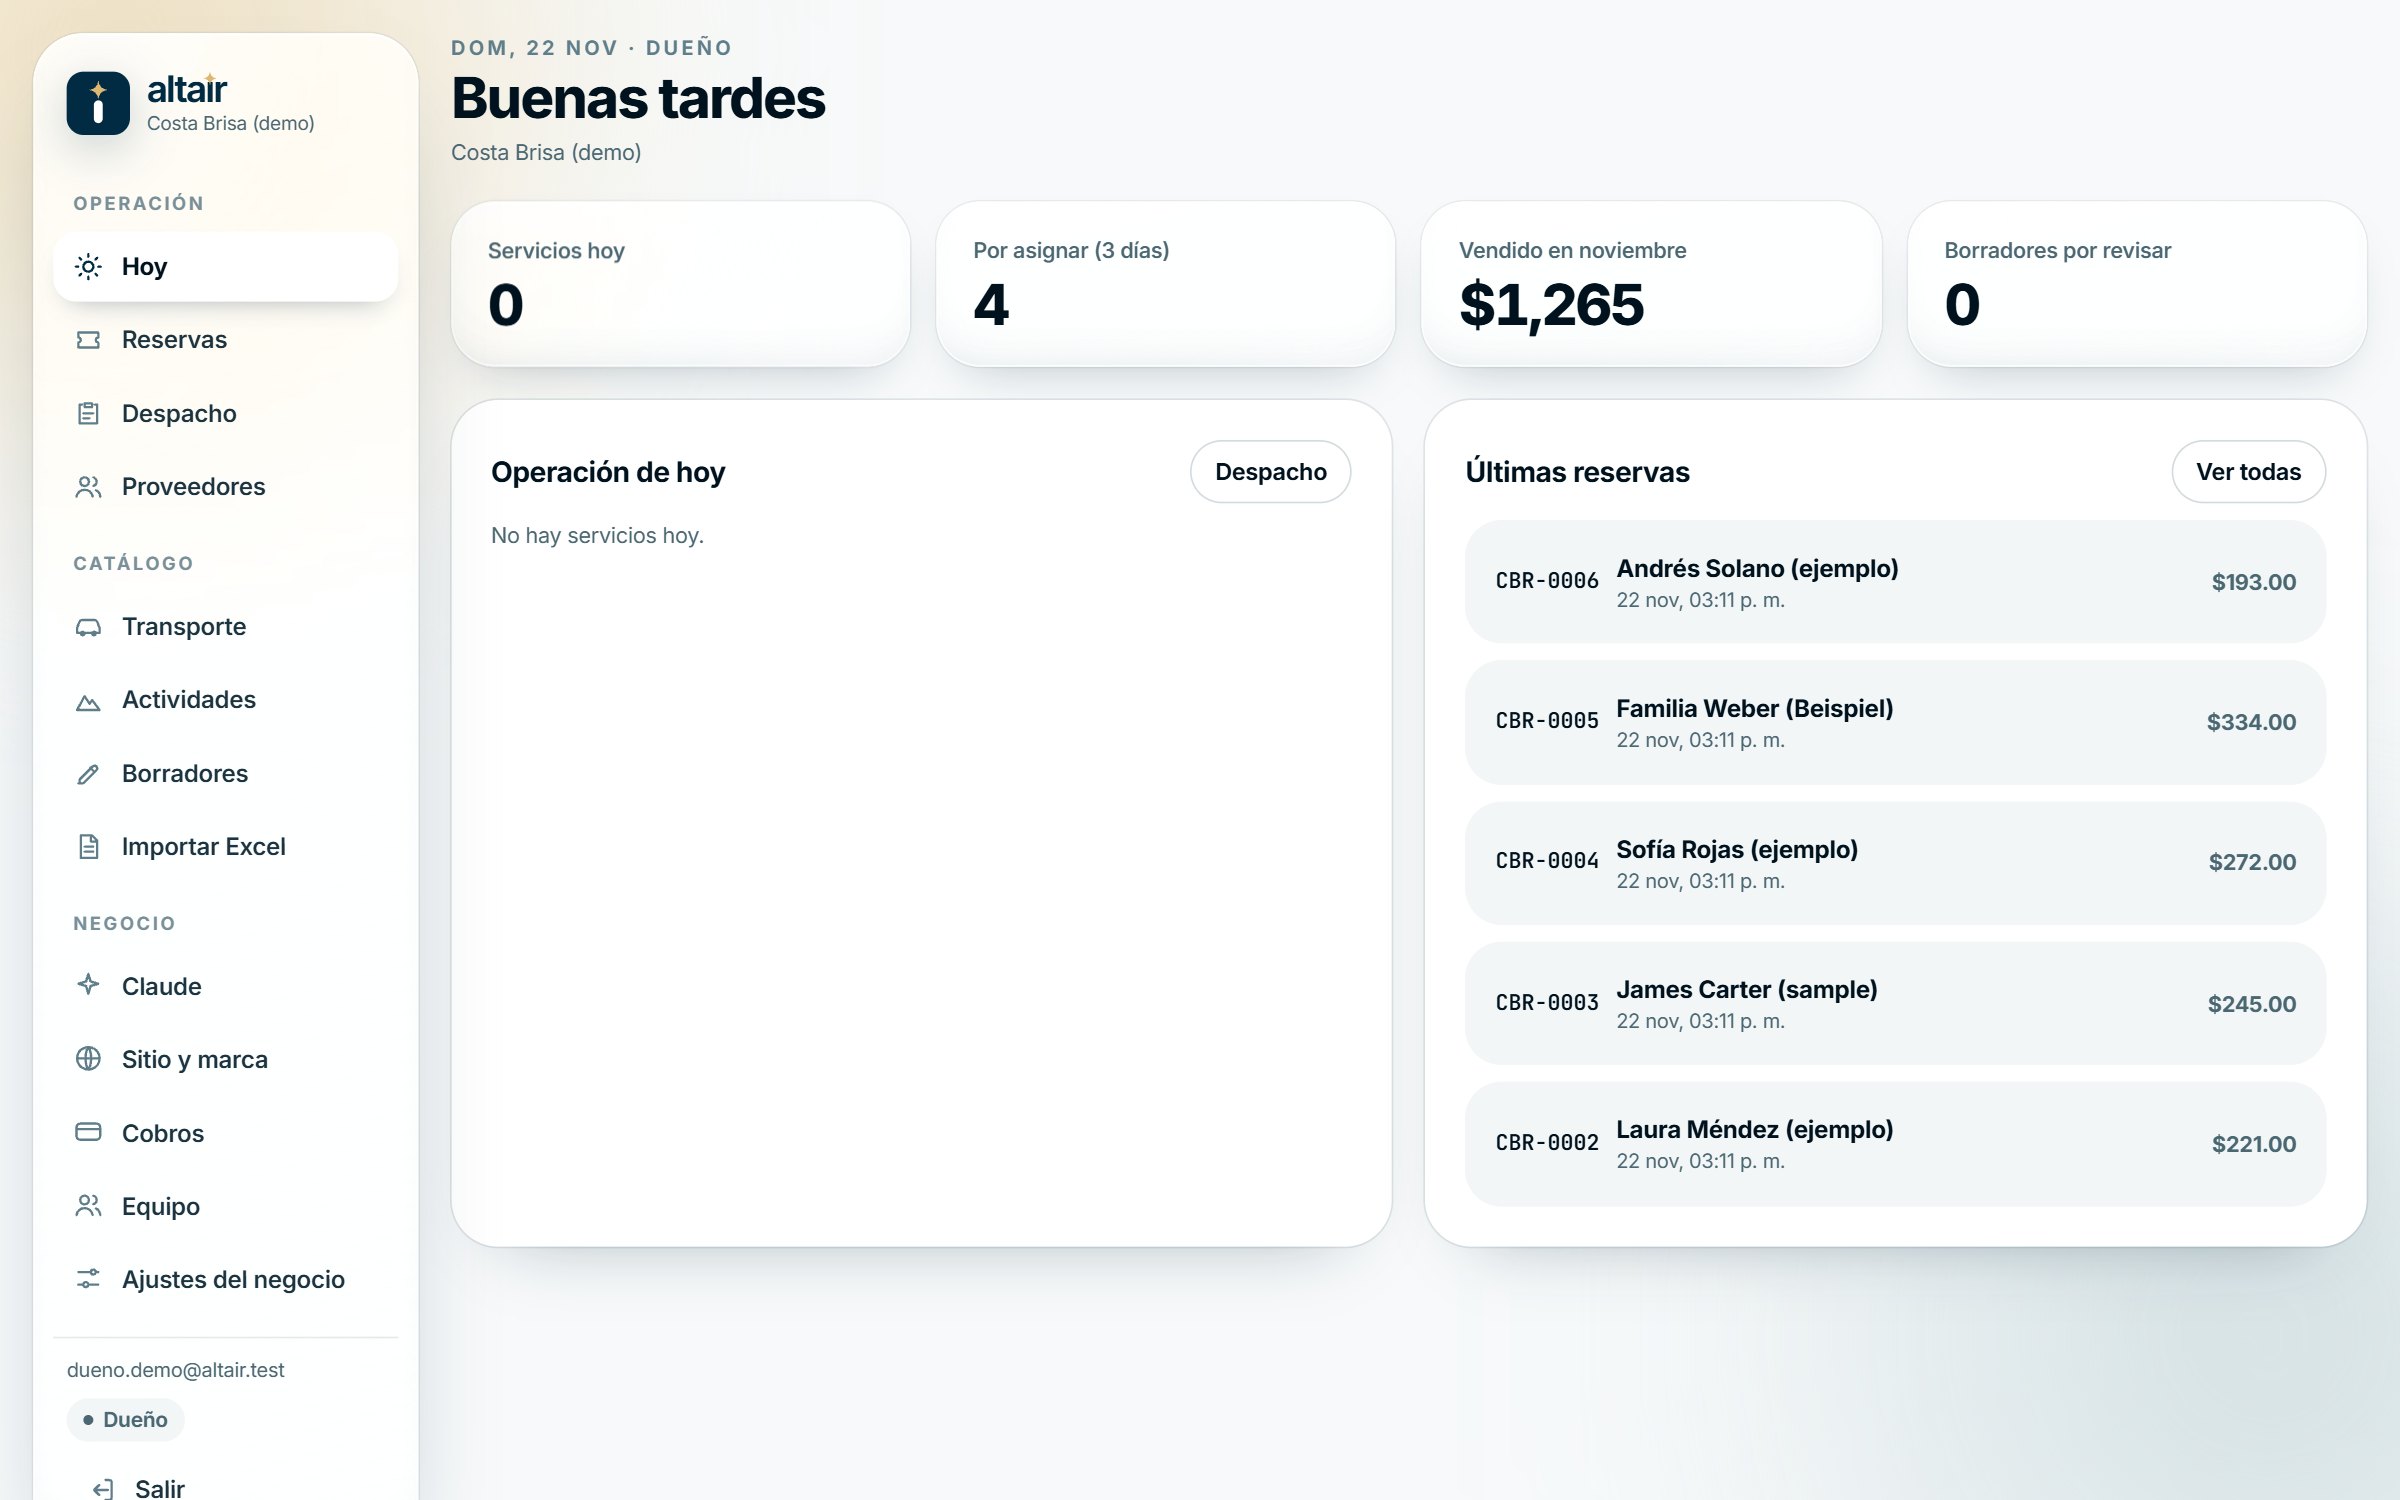 altair
Costa Brisa (demo)
OPERACIÓN
Hoy
Reservas
Despacho
Proveedores
CATÁLOGO
Transporte
Actividades
Borradores
Importar Excel
NEGOCIO
Claude
Sitio y marca
Cobros
Equipo
Ajustes del negocio
dueno.demo@altair.test
Dueño
Salir
DOM, 22 NOV · DUEÑO
Buenas tardes
Costa Brisa (demo)
Servicios hoy
0
Por asignar (3 días)
4
Vendido en noviembre
$1,265
Borradores por revisar
0
Operación de hoy
Despacho
No hay servicios hoy.
Últimas reservas
Ver todas
CBR-0006 Andrés Solano (ejemplo) $193.00
22 nov, 03:11 p. m.
CBR-0005 Familia Weber (Beispiel) $334.00
22 nov, 03:11 p. m.
CBR-0004 Sofía Rojas (ejemplo) $272.00
22 nov, 03:11 p. m.
CBR-0003 James Carter (sample) $245.00
22 nov, 03:11 p. m.
CBR-0002 Laura Méndez (ejemplo) $221.00
22 nov, 03:11 p. m.